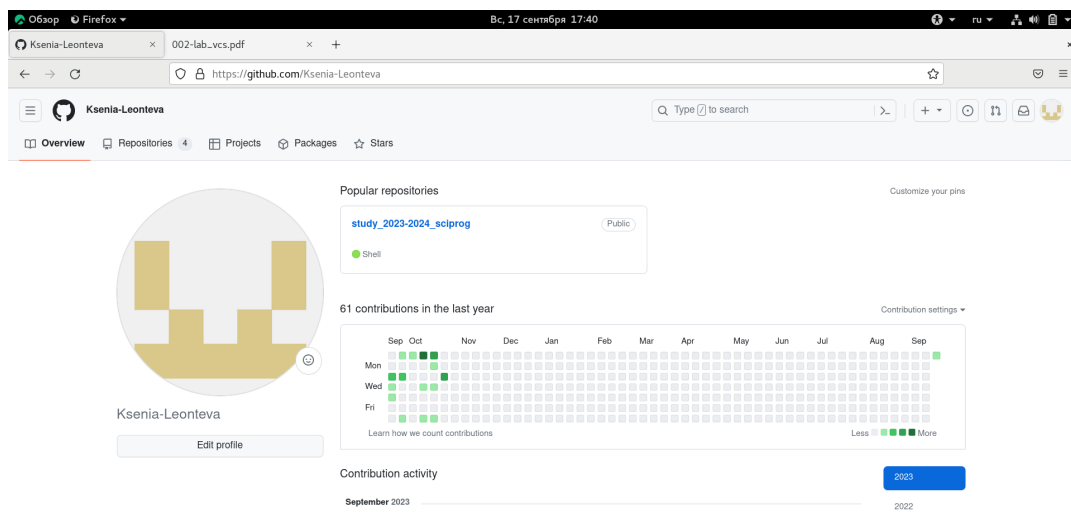 Обзор Firefox Вс, 17 сентября 17:40 ru
Ksenia-Leonteva × 002-lab_vcs.pdf × +
https://github.com/Ksenia-Leonteva
Ksenia-Leonteva Type / to search
Overview Repositories 4 Projects Packages Stars
Popular repositories Customize your pins
study_2023-2024_sciprog Public
Shell
61 contributions in the last year Contribution settings
Sep Oct Nov Dec Jan Feb Mar Apr May Jun Jul Aug Sep
Mon
Wed
Fri
Learn how we count contributions Less More
Ksenia-Leonteva
Edit profile
Contribution activity 2023
September 2023 2022